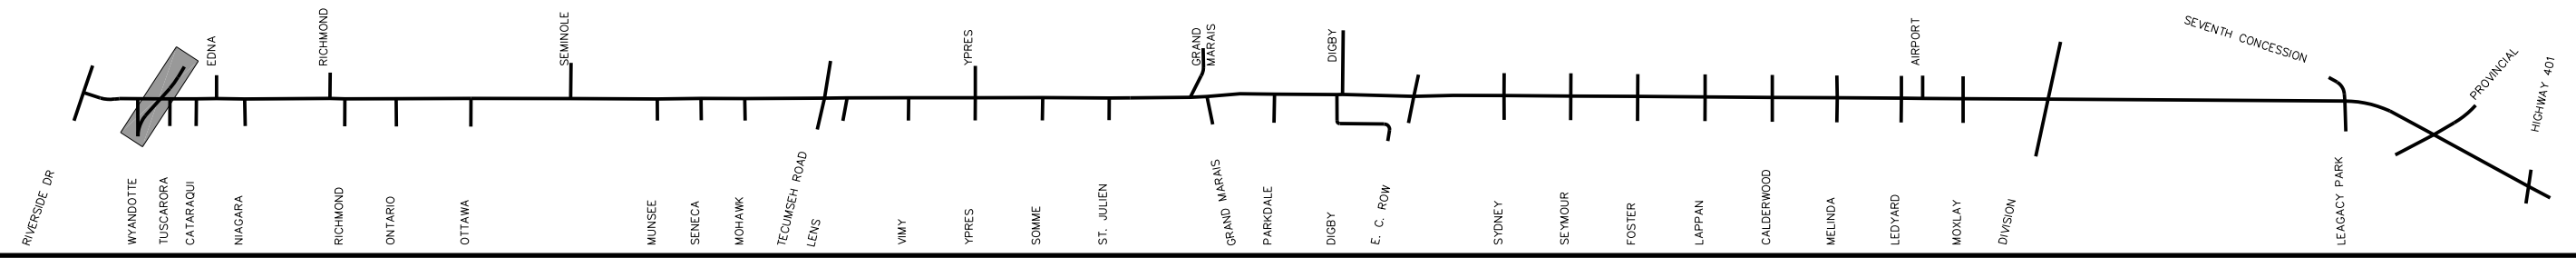 EDNA
RICHMOND
SEMINOLE
YPRES
GRAND
MARAIS
DIGBY
AIRPORT
SEVENTH CONCESSION
PROVINCIAL
HIGHWAY 401
RIVERSIDE DR
WYANDOTTE
TUSCARORA
CATARAQUI
NIAGARA
RICHMOND
ONTARIO
OTTAWA
MUNSEE
SENECA
MOHAWK
TECUMSEH ROAD
LENS
VIMY
YPRES
SOMME
ST. JULIEN
GRAND MARAIS
PARKDALE
DIGBY
E. C. ROW
SYDNEY
SEYMOUR
FOSTER
LAPPAN
CALDERWOOD
MELINDA
LEDYARD
MOXLAY
DIVISION
LEAGACY PARK